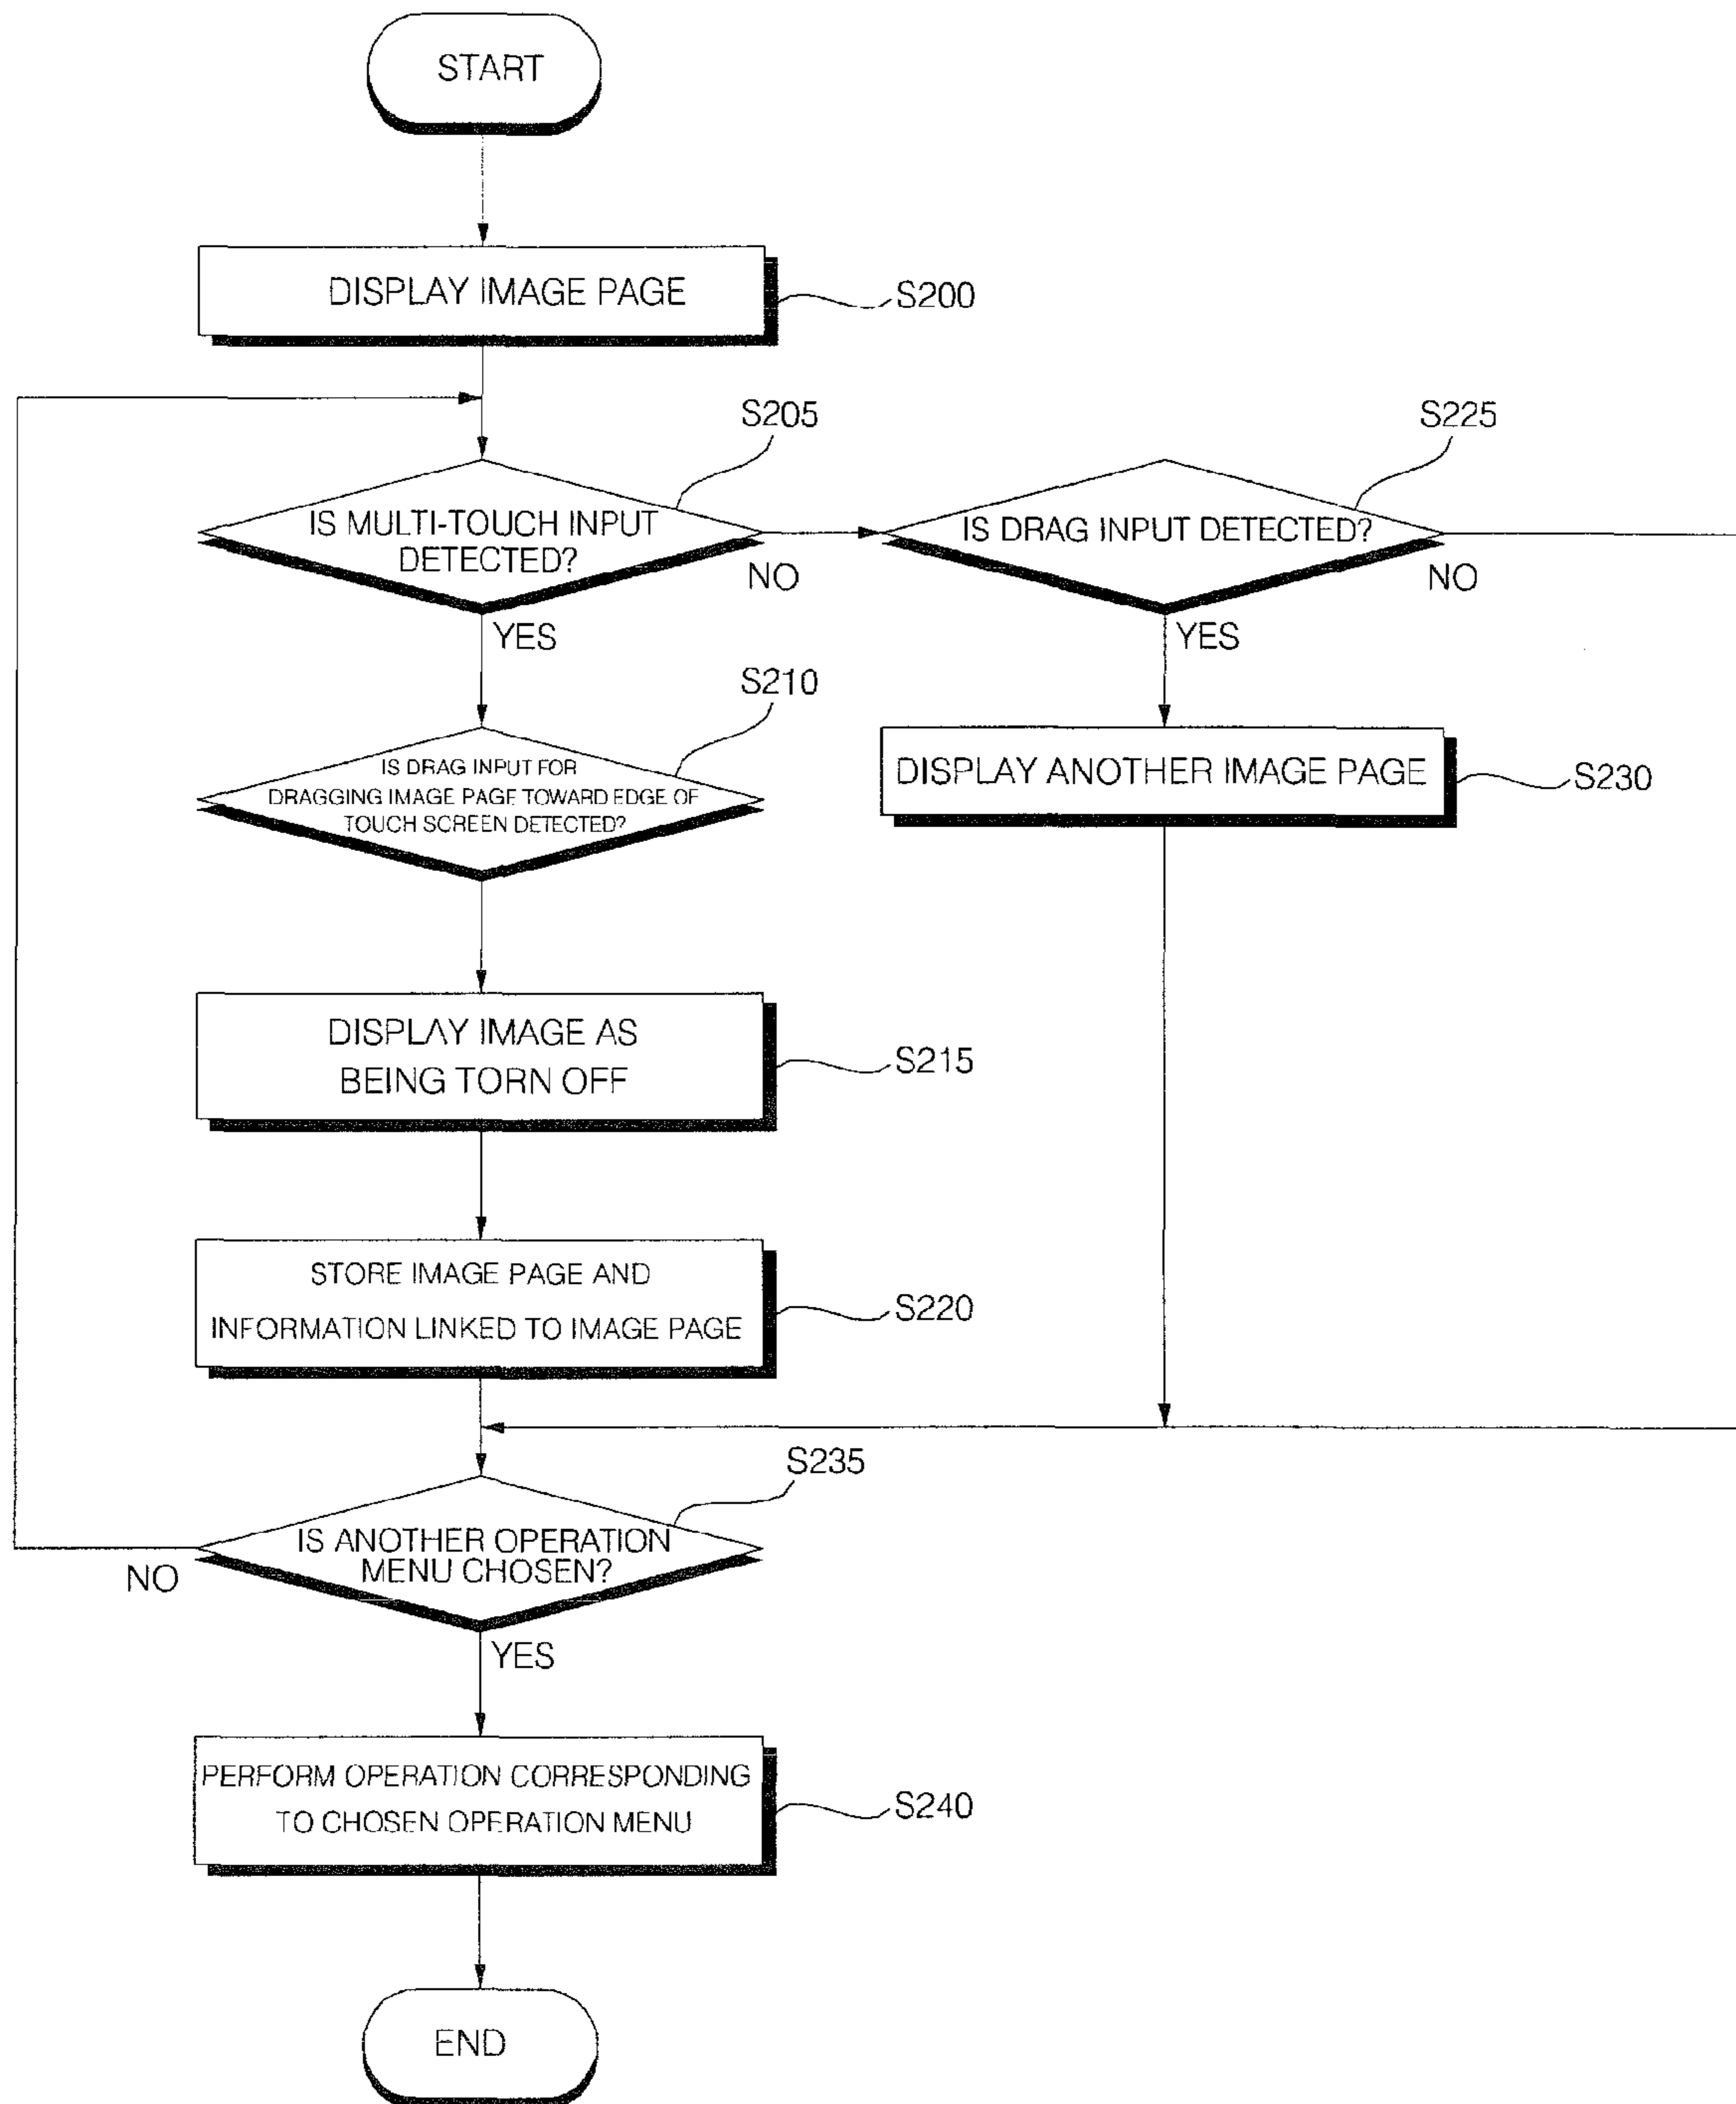 START
DISPLAY IMAGE PAGE
S200
S205
IS MULTI-TOUCH INPUT
DETECTED?
NO
YES
S225
IS DRAG INPUT DETECTED?
NO
YES
S210
IS DRAG INPUT FOR
DRAGGING IMAGE PAGE TOWARD EDGE OF
TOUCH SCREEN DETECTED?
DISPLAY ANOTHER IMAGE PAGE
S230
DISPLAY IMAGE AS
BEING TORN OFF
S215
STORE IMAGE PAGE AND
INFORMATION LINKED TO IMAGE PAGE
S220
S235
IS ANOTHER OPERATION
MENU CHOSEN?
NO
YES
PERFORM OPERATION CORRESPONDING
TO CHOSEN OPERATION MENU
S240
END